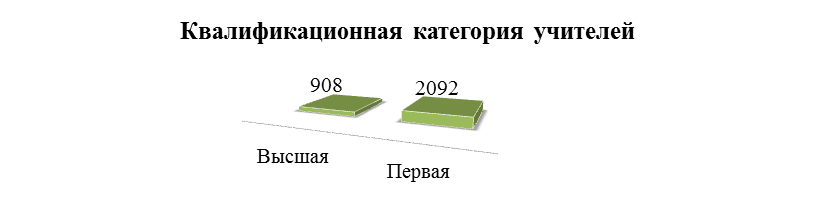 Квалификационная категория учителей
908
2092
Высшая
Первая